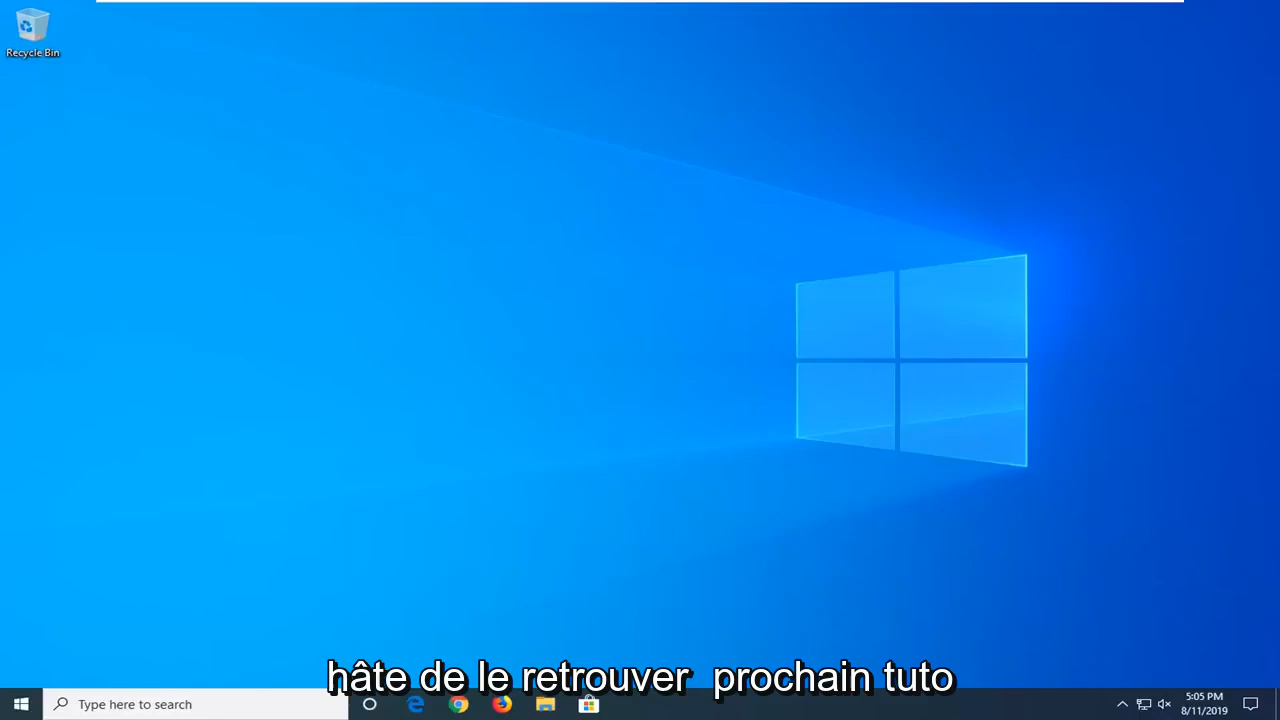 Recycle Bin
hâte de le retrouver prochain tuto
Type here to search
5:05 PM
8/11/2019